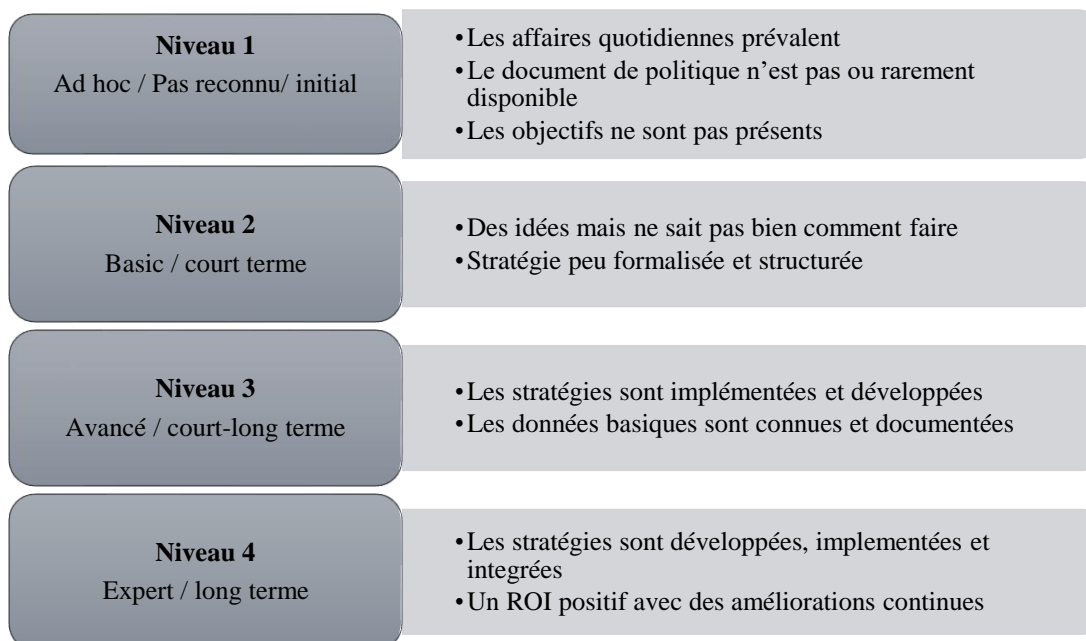 Niveau 1
Ad hoc / Pas reconnu/ initial
•Les affaires quotidiennes prévalent
•Le document de politique n’est pas ou rarement
disponible
•Les objectifs ne sont pas présents
Niveau 2
Basic / court terme
•Des idées mais ne sait pas bien comment faire
•Stratégie peu formalisée et structurée
Niveau 3
Avancé / court-long terme
•Les stratégies sont implémentées et développées
•Les données basiques sont connues et documentées
Niveau 4
Expert / long terme
•Les stratégies sont développées, implementées et
integrées
•Un ROI positif avec des améliorations continues